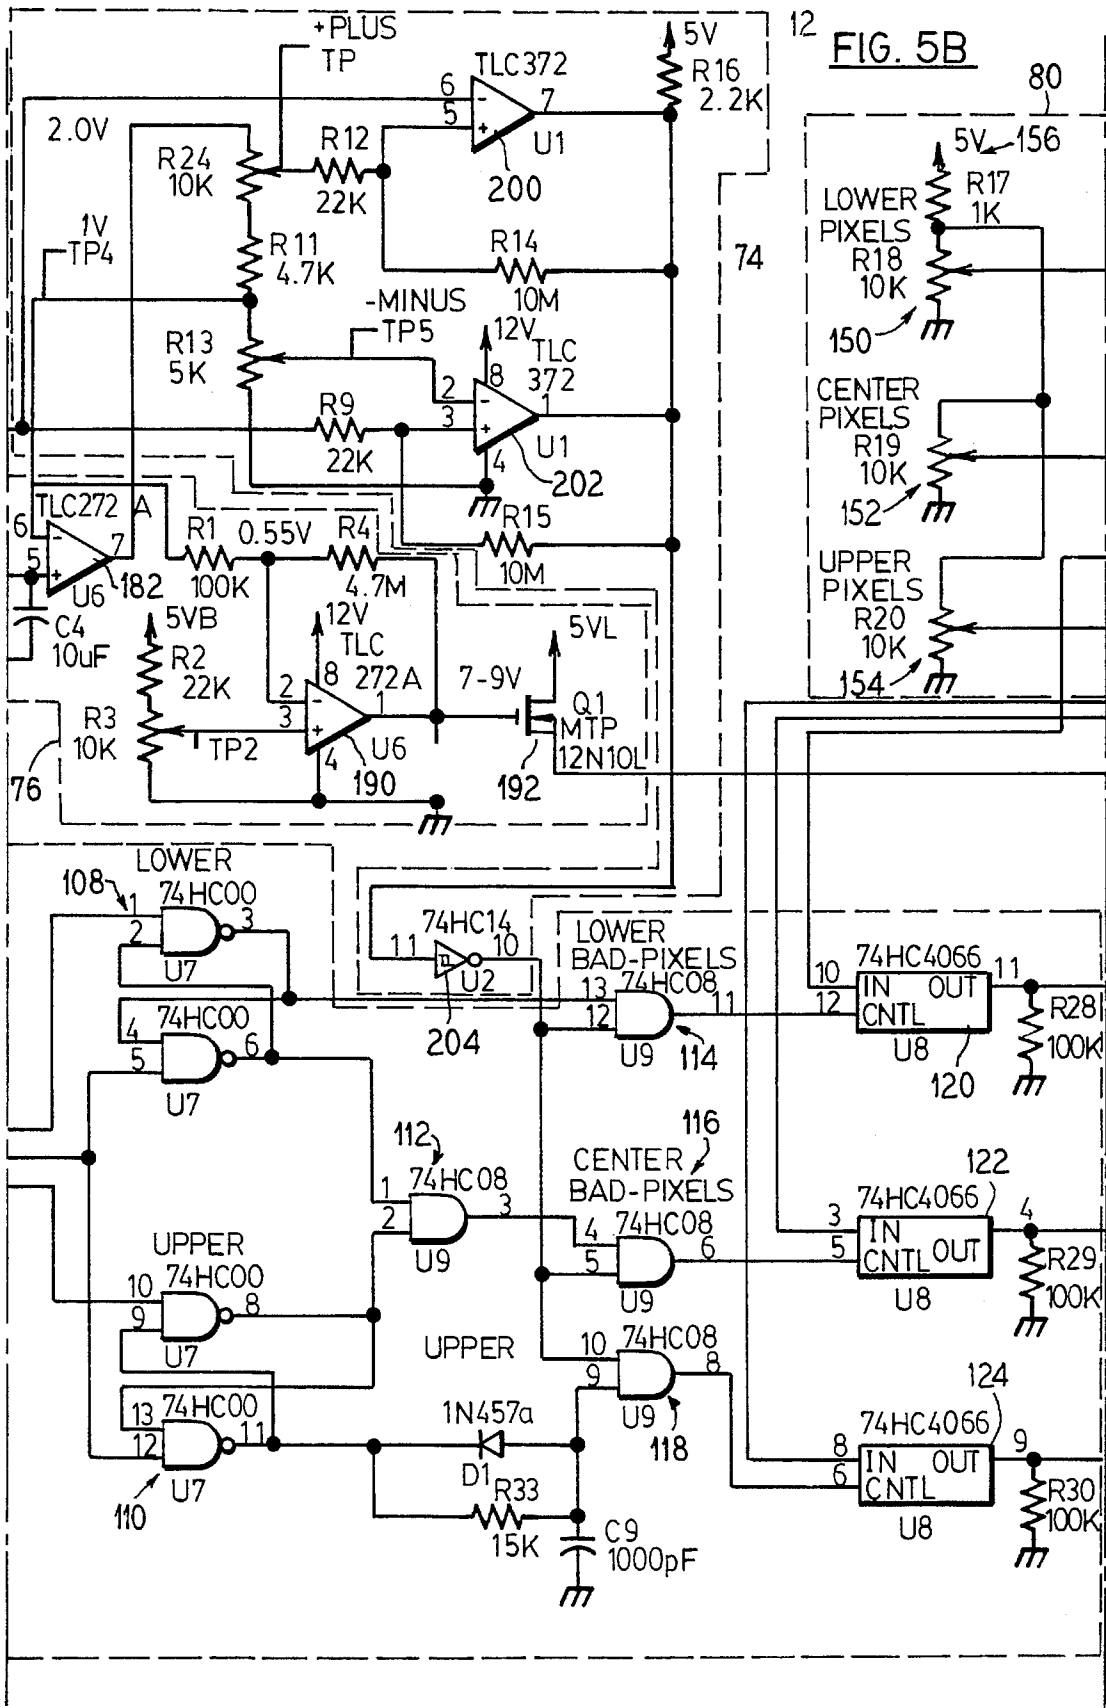 12
FIG. 5B
+PLUS
TP
5V
R16
2.2K
TLC372
6
5
7
U1
200
2.0V
R24
10K
R12
22K
R11
4.7K
R14
10M
1V
TP4
-MINUS
TP5
12V
TLC
372
8
R13
5K
2
3
1
U1
4
202
R9
22K
R15
10M
74
80
5V
156
LOWER
PIXELS
R17
1K
R18
10K
150
CENTER
PIXELS
R19
10K
152
UPPER
PIXELS
R20
10K
154
TLC272 A
6
5
7
182
U6
C4
10uF
R1
100K
0.55V
R4
4.7M
5VB
R2
22K
R3
10K
TP2
12V
TLC
272A
8
2
3
1
U6
4
190
7-9V
5VL
Q1
MTP
12N10L
192
76
LOWER
108
74HC00
1
2
3
U7
74HC00
4
5
6
U7
74HC14
11
10
U2
204
LOWER
BAD-PIXELS
74HC08
13
12
11
U9
114
74HC4066
10
12
IN
OUT
CNTL
11
U8
120
R28
100K
112
74HC08
1
2
3
U9
CENTER
BAD-PIXELS
116
74HC08
4
5
6
U9
122
74HC4066
3
5
IN
CNTL
OUT
4
U8
R29
100K
UPPER
74HC00
10
9
8
U7
74HC00
13
12
11
U7
110
UPPER
74HC08
10
9
8
U9
118
1N457a
D1
R33
15K
C9
1000pF
124
74HC4066
8
6
IN
OUT
CNTL
9
U8
R30
100K